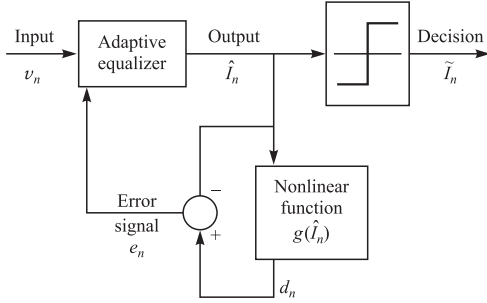 Input
Adaptive
equalizer
Output
Decision
v_n
Î_n
Ĩ_n
Error
signal
e_n
−
+
Nonlinear
function
g(Î_n)
d_n